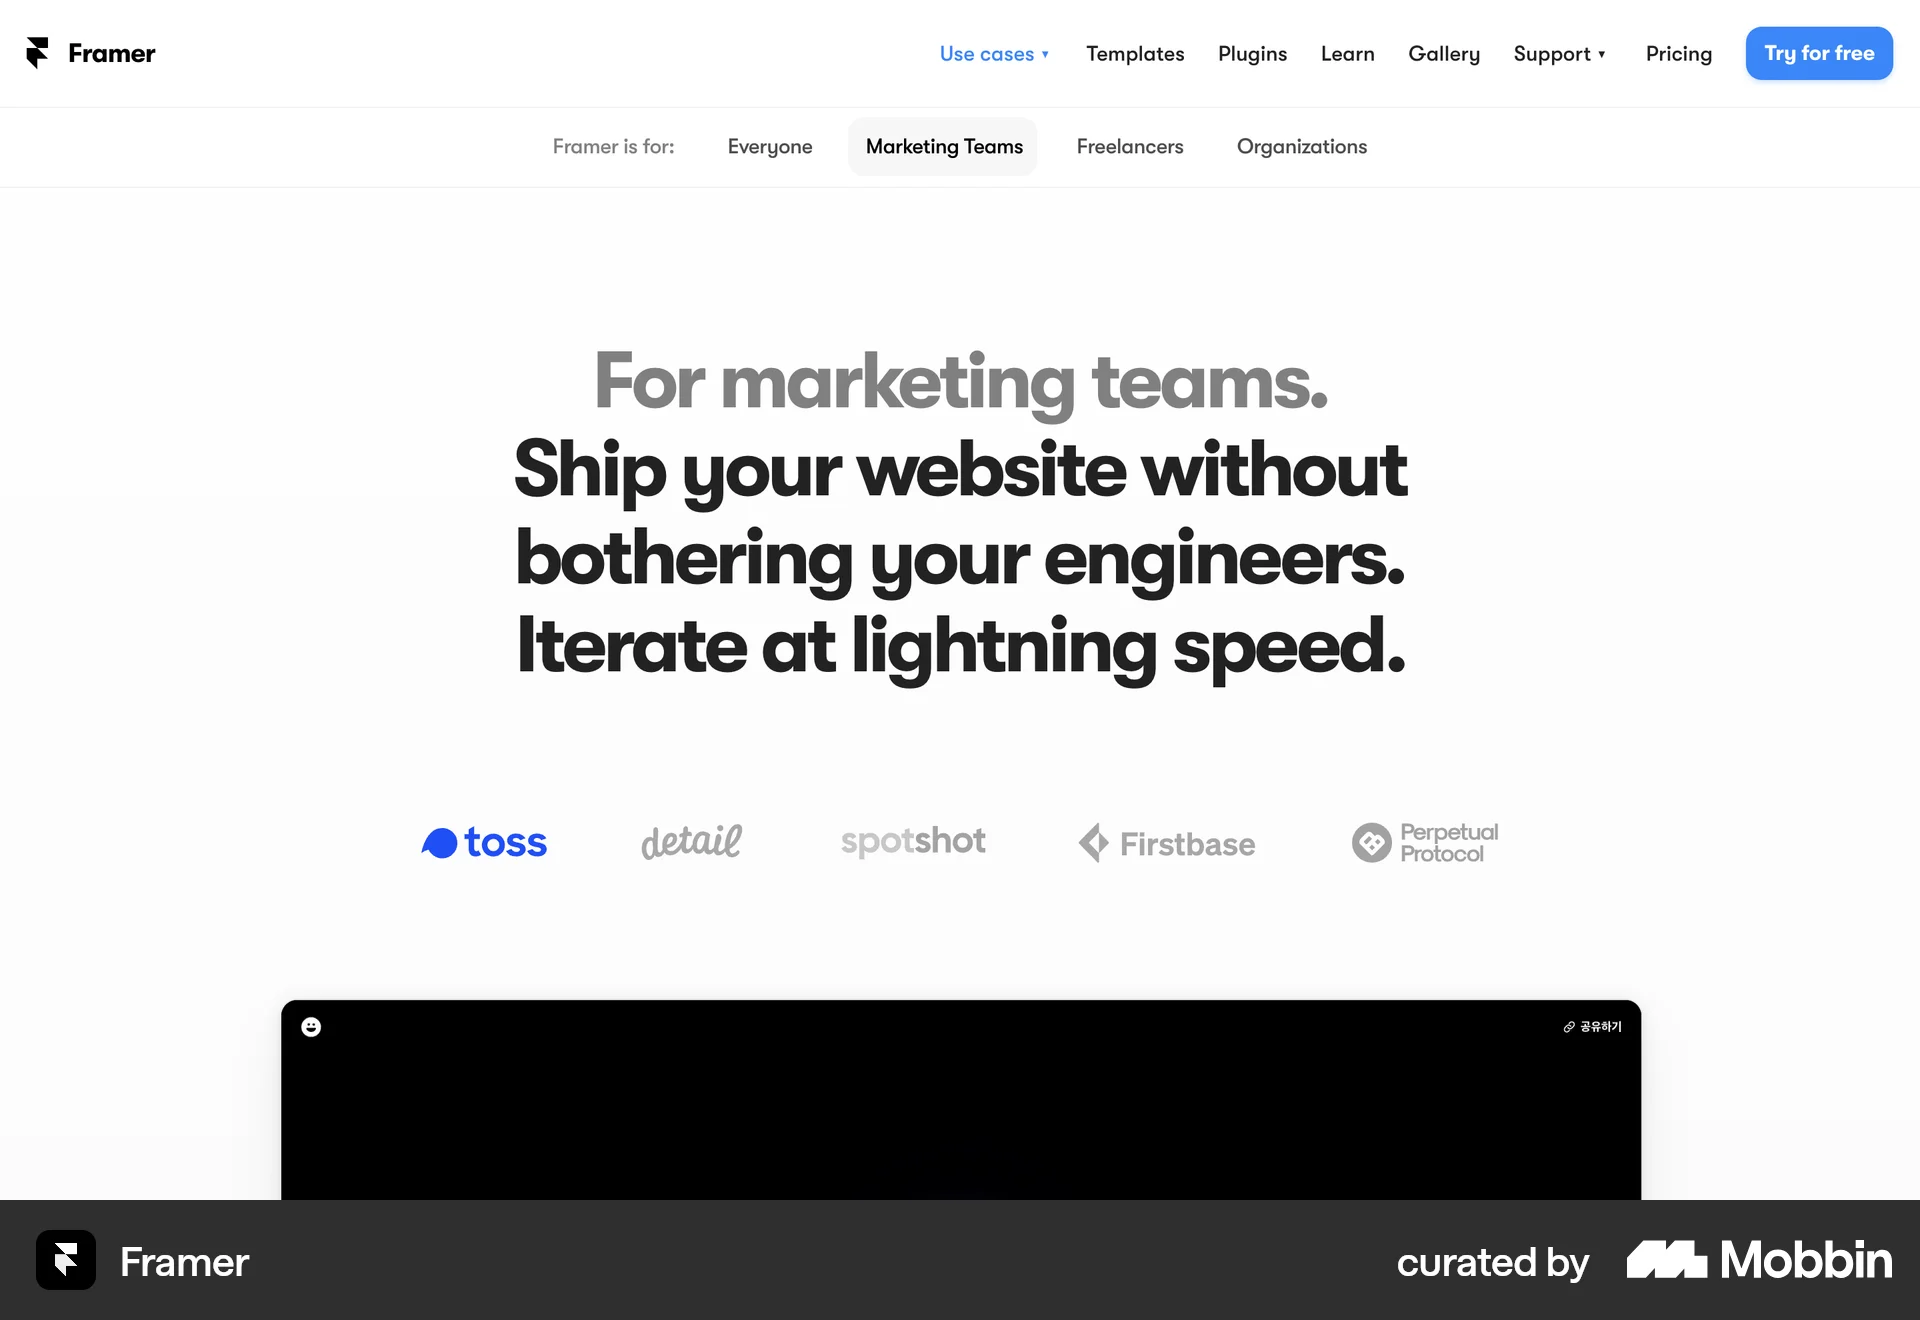 Framer
Use cases ▾ Templates Plugins Learn Gallery Support ▾ Pricing Try for free
Framer is for: Everyone Marketing Teams Freelancers Organizations
For marketing teams.
Ship your website without
bothering your engineers.
Iterate at lightning speed.
toss
detail
spotshot
Firstbase
Perpetual
Protocol
공유하기
Framer
curated by Mobbin